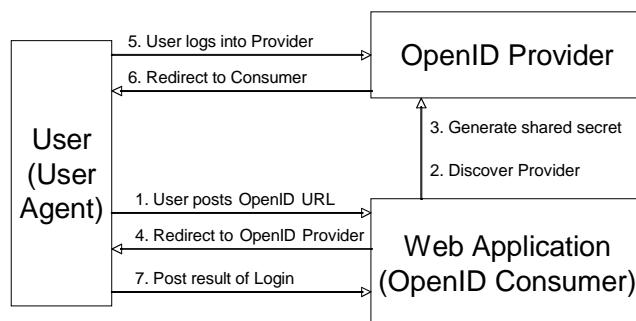 5. User logs into Provider
OpenID Provider
6. Redirect to Consumer
3. Generate shared secret
User
(User
Agent)
2. Discover Provider
1. User posts OpenID URL
4. Redirect to OpenID Provider
Web Application
(OpenID Consumer)
7. Post result of Login